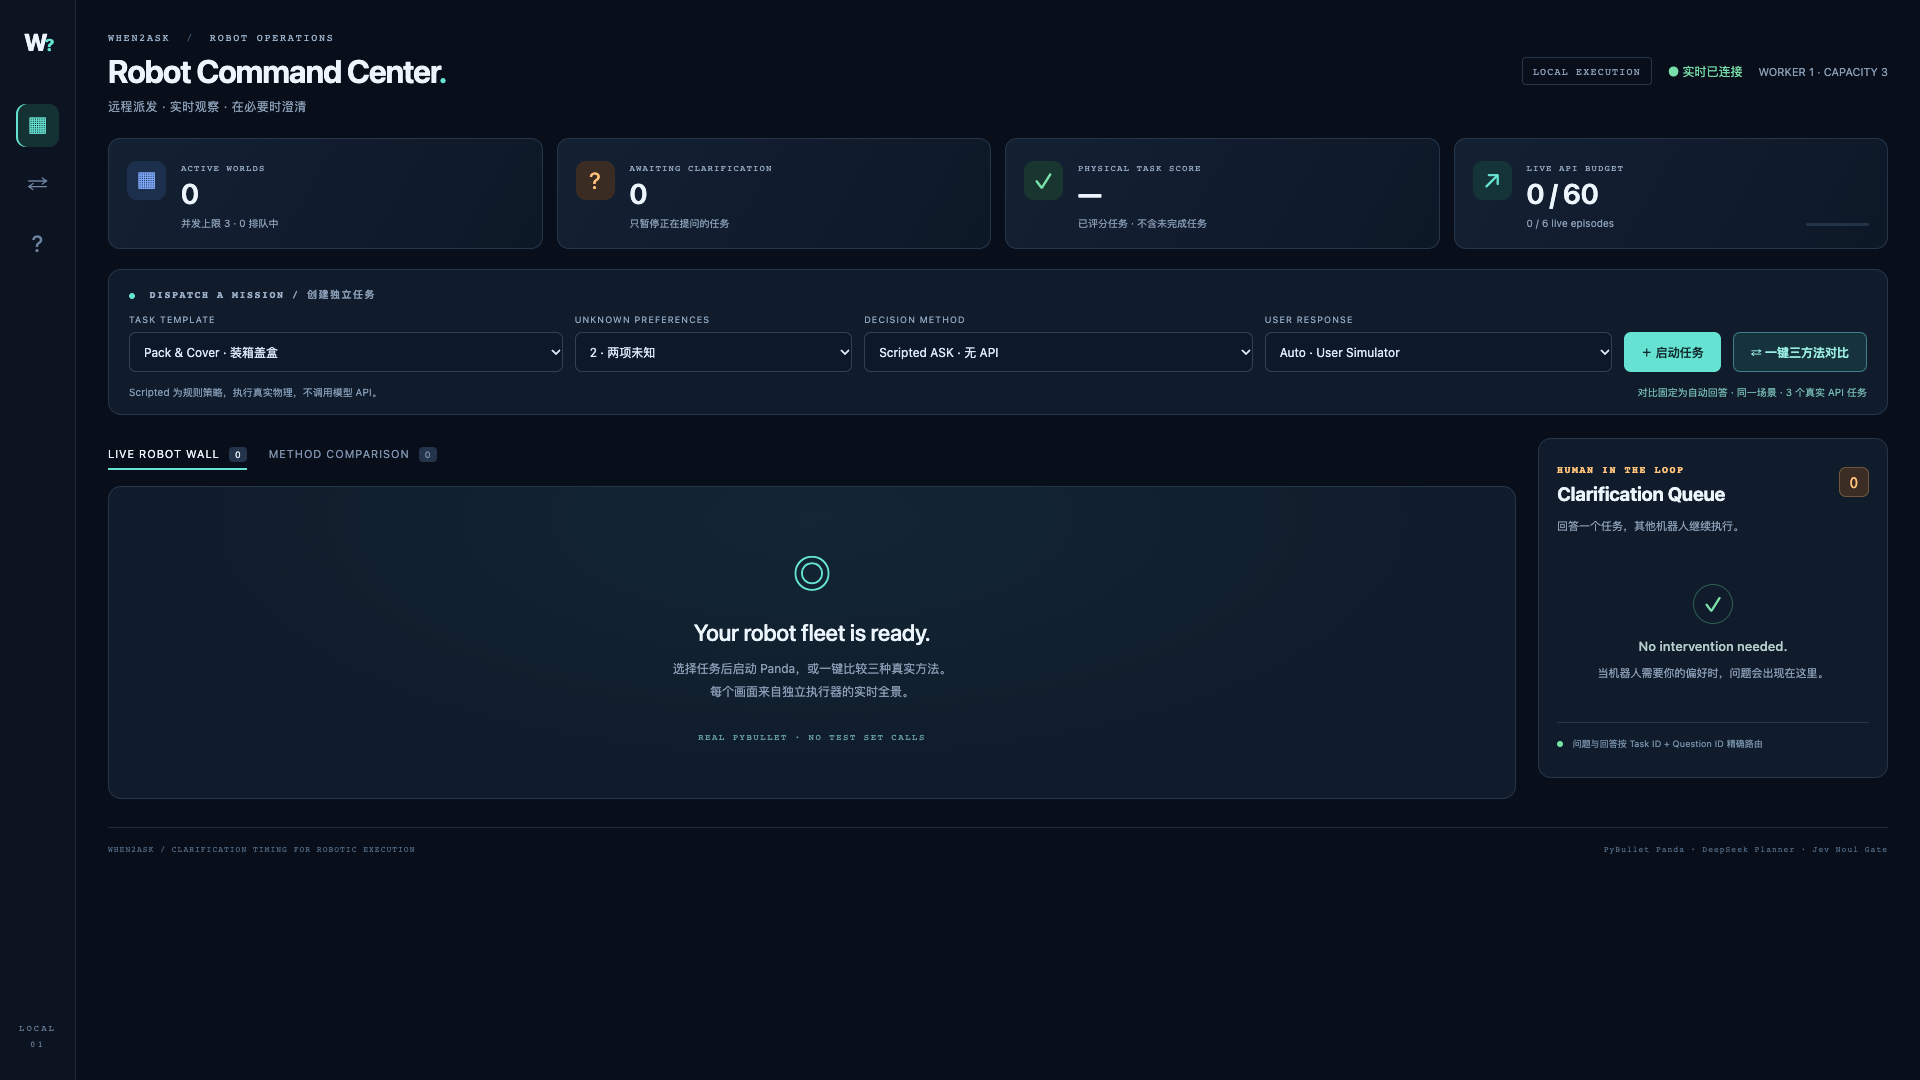 W?
WHEN2ASK / ROBOT OPERATIONS
Robot Command Center.
远程派发 · 实时观察 · 在必要时澄清
LOCAL EXECUTION
实时已连接
WORKER 1 · CAPACITY 3
ACTIVE WORLDS
0
并发上限 3 · 0 排队中
?
AWAITING CLARIFICATION
0
只暂停正在提问的任务
PHYSICAL TASK SCORE
—
已评分任务 · 不含未完成任务
LIVE API BUDGET
0 / 60
0 / 6 live episodes
?
DISPATCH A MISSION / 创建独立任务
TASK TEMPLATE
Pack & Cover · 装箱盖盒
UNKNOWN PREFERENCES
2 · 两项未知
DECISION METHOD
Scripted ASK · 无 API
USER RESPONSE
Auto · User Simulator
+ 启动任务
⇄ 一键三方法对比
Scripted 为规则策略，执行真实物理，不调用模型 API。
对比固定为自动回答 · 同一场景 · 3 个真实 API 任务
LIVE ROBOT WALL 0
METHOD COMPARISON 0
Your robot fleet is ready.
选择任务后启动 Panda，或一键比较三种真实方法。
每个画面来自独立执行器的实时全景。
REAL PYBULLET · NO TEST SET CALLS
HUMAN IN THE LOOP
Clarification Queue
0
回答一个任务，其他机器人继续执行。
No intervention needed.
当机器人需要你的偏好时，问题会出现在这里。
问题与回答按 Task ID + Question ID 精确路由
WHEN2ASK / CLARIFICATION TIMING FOR ROBOTIC EXECUTION
PyBullet Panda · DeepSeek Planner · Jev Noul Gate
LOCAL
01